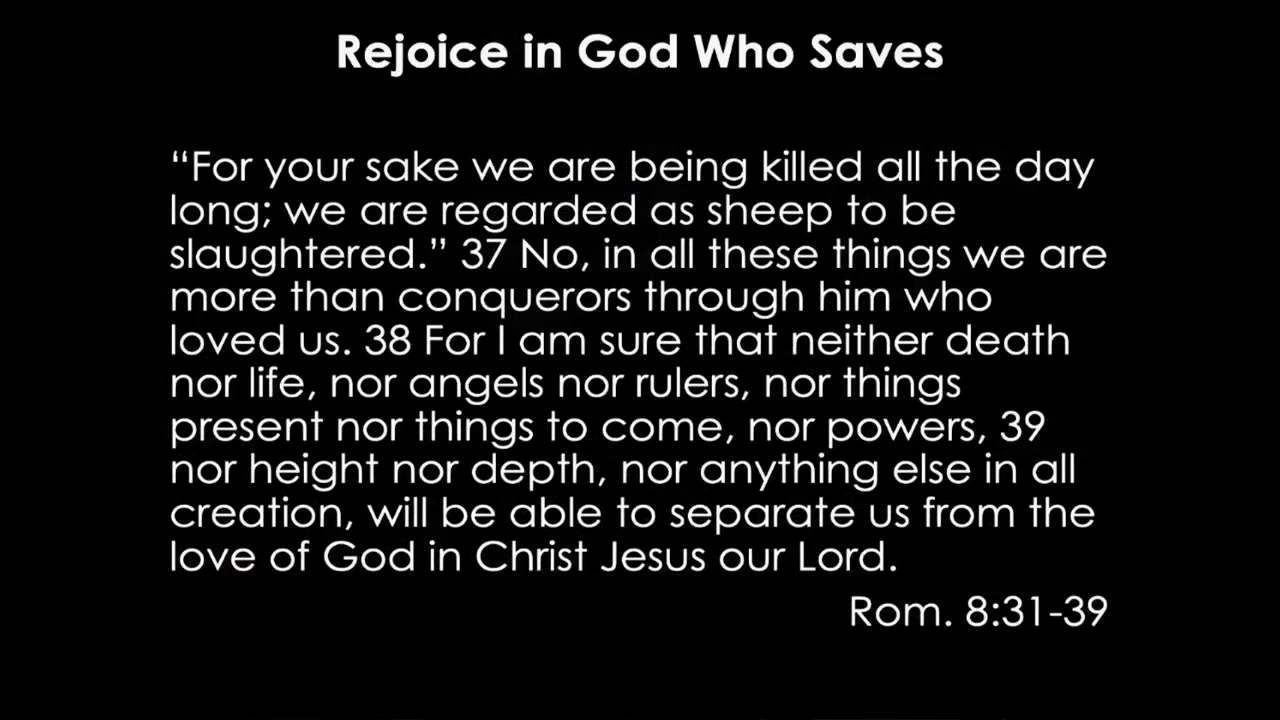 Rejoice in God Who Saves
“For your sake we are being killed all the day
long; we are regarded as sheep to be
slaughtered.” 37 No, in all these things we are
more than conquerors through him who
loved us. 38 For I am sure that neither death
nor life, nor angels nor rulers, nor things
present nor things to come, nor powers, 39
nor height nor depth, nor anything else in all
creation, will be able to separate us from the
love of God in Christ Jesus our Lord.
Rom. 8:31-39